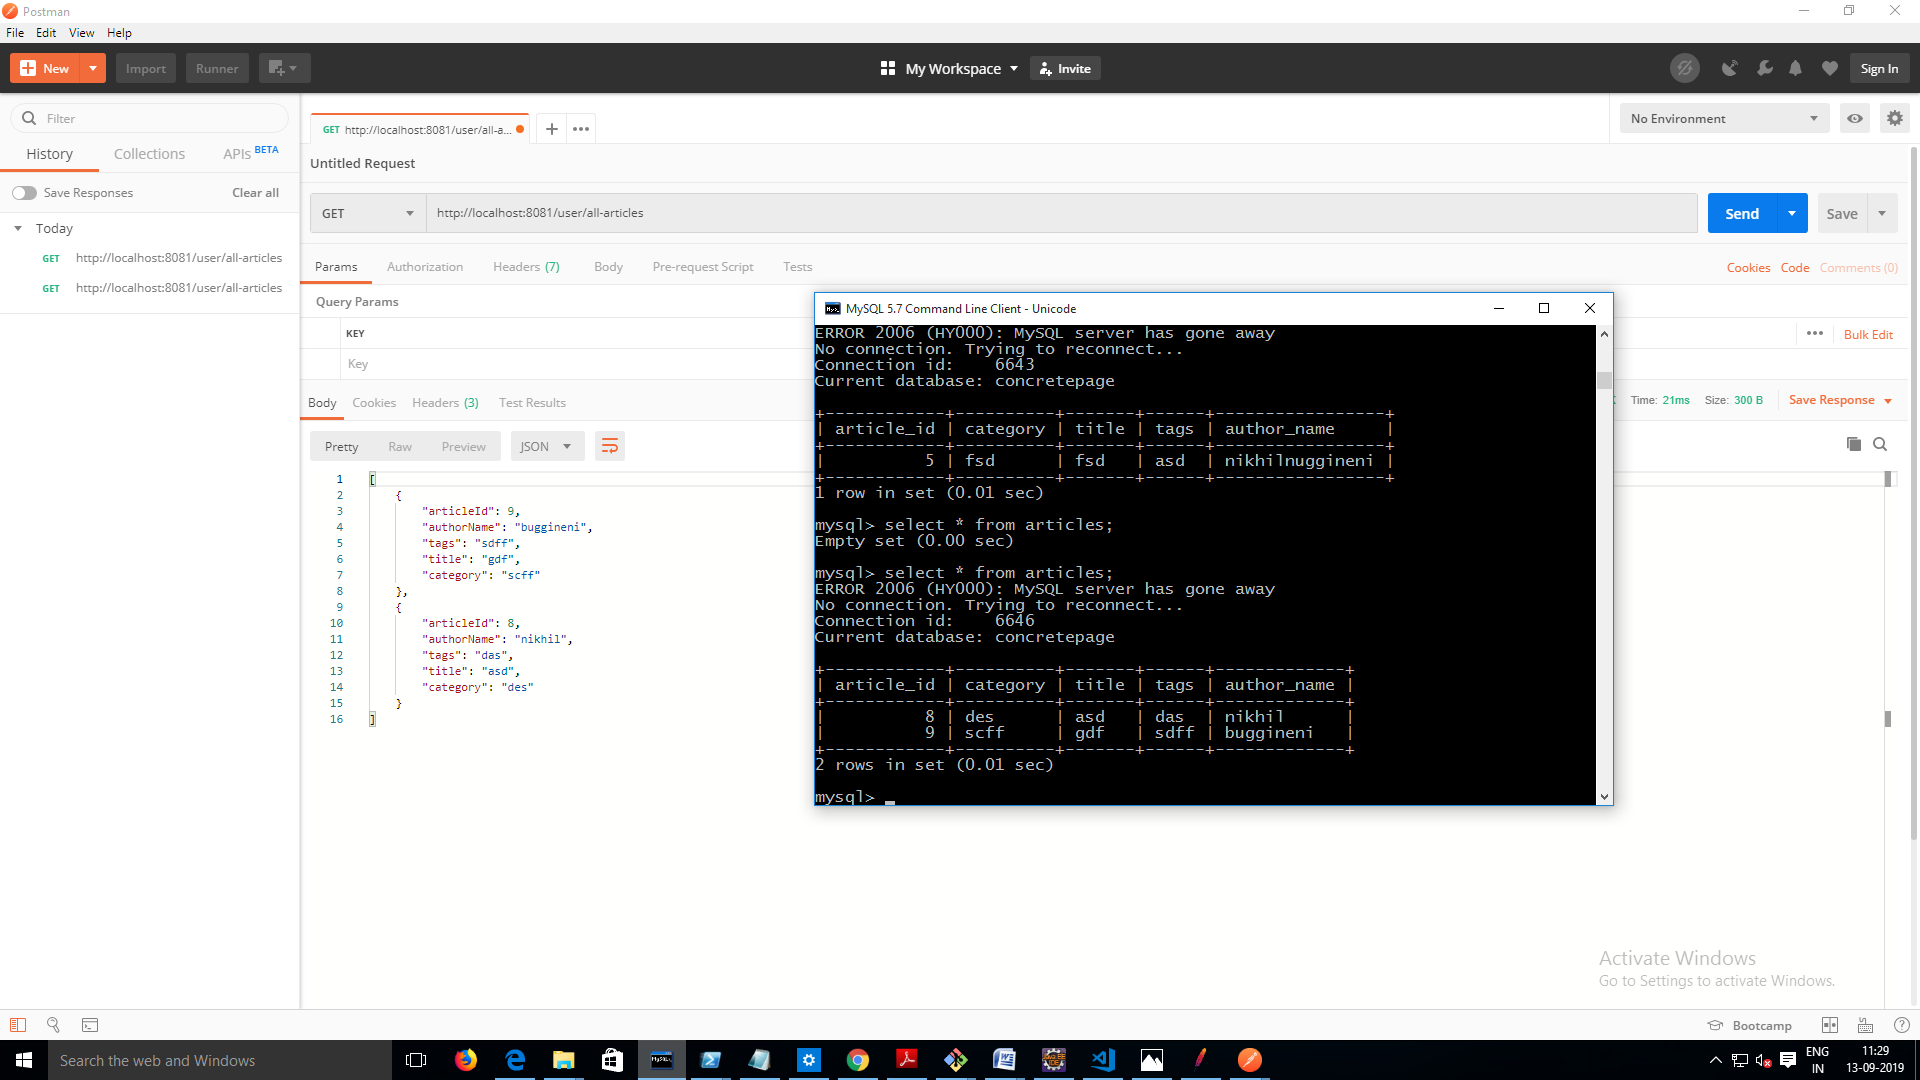 Postman
File Edit View Help
New Import Runner My Workspace Invite Sign In
Filter
History Collections APIs BETA
Save Responses Clear all
Today
GET http://localhost:8081/user/all-articles
GET http://localhost:8081/user/all-articles
GET http://localhost:8081/user/all-a...
No Environment
Untitled Request
GET http://localhost:8081/user/all-articles Send Save
Params Authorization Headers (7) Body Pre-request Script Tests Cookies Code Comments (0)
Query Params
KEY Bulk Edit
Key
Body Cookies Headers (3) Test Results Time: 21ms Size: 300 B Save Response
Pretty Raw Preview JSON
1 [
2 {
3 "articleId": 9,
4 "authorName": "buggineni",
5 "tags": "sdff",
6 "title": "gdf",
7 "category": "scff"
8 },
9 {
10 "articleId": 8,
11 "authorName": "nikhil",
12 "tags": "das",
13 "title": "asd",
14 "category": "des"
15 }
16 ]
MySQL 5.7 Command Line Client - Unicode
ERROR 2006 (HY000): MySQL server has gone away
No connection. Trying to reconnect...
Connection id:    6643
Current database: concretepage
+------------+----------+-------+------+-----------------+
| article_id | category | title | tags | author_name     |
+------------+----------+-------+------+-----------------+
|          5 | fsd      | fsd   | asd  | nikhilnuggineni |
+------------+----------+-------+------+-----------------+
1 row in set (0.01 sec)
mysql> select * from articles;
Empty set (0.00 sec)
mysql> select * from articles;
ERROR 2006 (HY000): MySQL server has gone away
No connection. Trying to reconnect...
Connection id:    6646
Current database: concretepage
+------------+----------+-------+------+-------------+
| article_id | category | title | tags | author_name |
+------------+----------+-------+------+-------------+
|          8 | des      | asd   | das  | nikhil      |
|          9 | scff     | gdf   | sdff | buggineni   |
+------------+----------+-------+------+-------------+
2 rows in set (0.01 sec)
mysql> _
Activate Windows
Go to Settings to activate Windows.
Bootcamp
Search the web and Windows
ENG
IN
11:29
13-09-2019